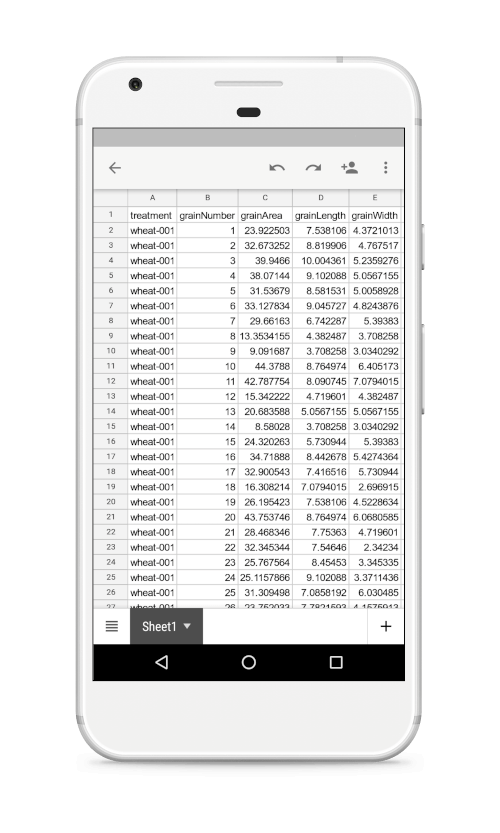 A B C D E
1 treatment grainNumber grainArea grainLength grainWidth
2 wheat-001 1 23.922503 7.538106 4.3721013
3 wheat-001 2 32.673252 8.819906 4.767517
4 wheat-001 3 39.9466 10.004361 5.2359276
5 wheat-001 4 38.07144 9.102088 5.0567155
6 wheat-001 5 31.53679 8.581531 5.0058928
7 wheat-001 6 33.127834 9.045727 4.8243876
8 wheat-001 7 29.66163 6.742287 5.39383
9 wheat-001 8 13.3534155 4.382487 3.708258
10 wheat-001 9 9.091687 3.708258 3.0340292
11 wheat-001 10 44.3788 8.764974 6.405173
12 wheat-001 11 42.787754 8.090745 7.0794015
13 wheat-001 12 15.342222 4.719601 4.382487
14 wheat-001 13 20.683588 5.0567155 5.0567155
15 wheat-001 14 8.58028 3.708258 3.0340292
16 wheat-001 15 24.320263 5.730944 5.39383
17 wheat-001 16 34.71888 8.442678 5.4274364
18 wheat-001 17 32.900543 7.416516 5.730944
19 wheat-001 18 16.308214 7.0794015 2.696915
20 wheat-001 19 26.195423 7.538106 4.5228634
21 wheat-001 20 43.753746 8.764974 6.0680585
22 wheat-001 21 28.468346 7.75363 4.719601
23 wheat-001 22 32.345344 7.54646 2.34234
24 wheat-001 23 25.767564 8.45453 3.345335
25 wheat-001 24 25.1157866 9.102088 3.3711436
26 wheat-001 25 31.309498 7.0858192 6.030485
27 wheat-001 26 23.752033 7.7821593 4.1575913
Sheet1